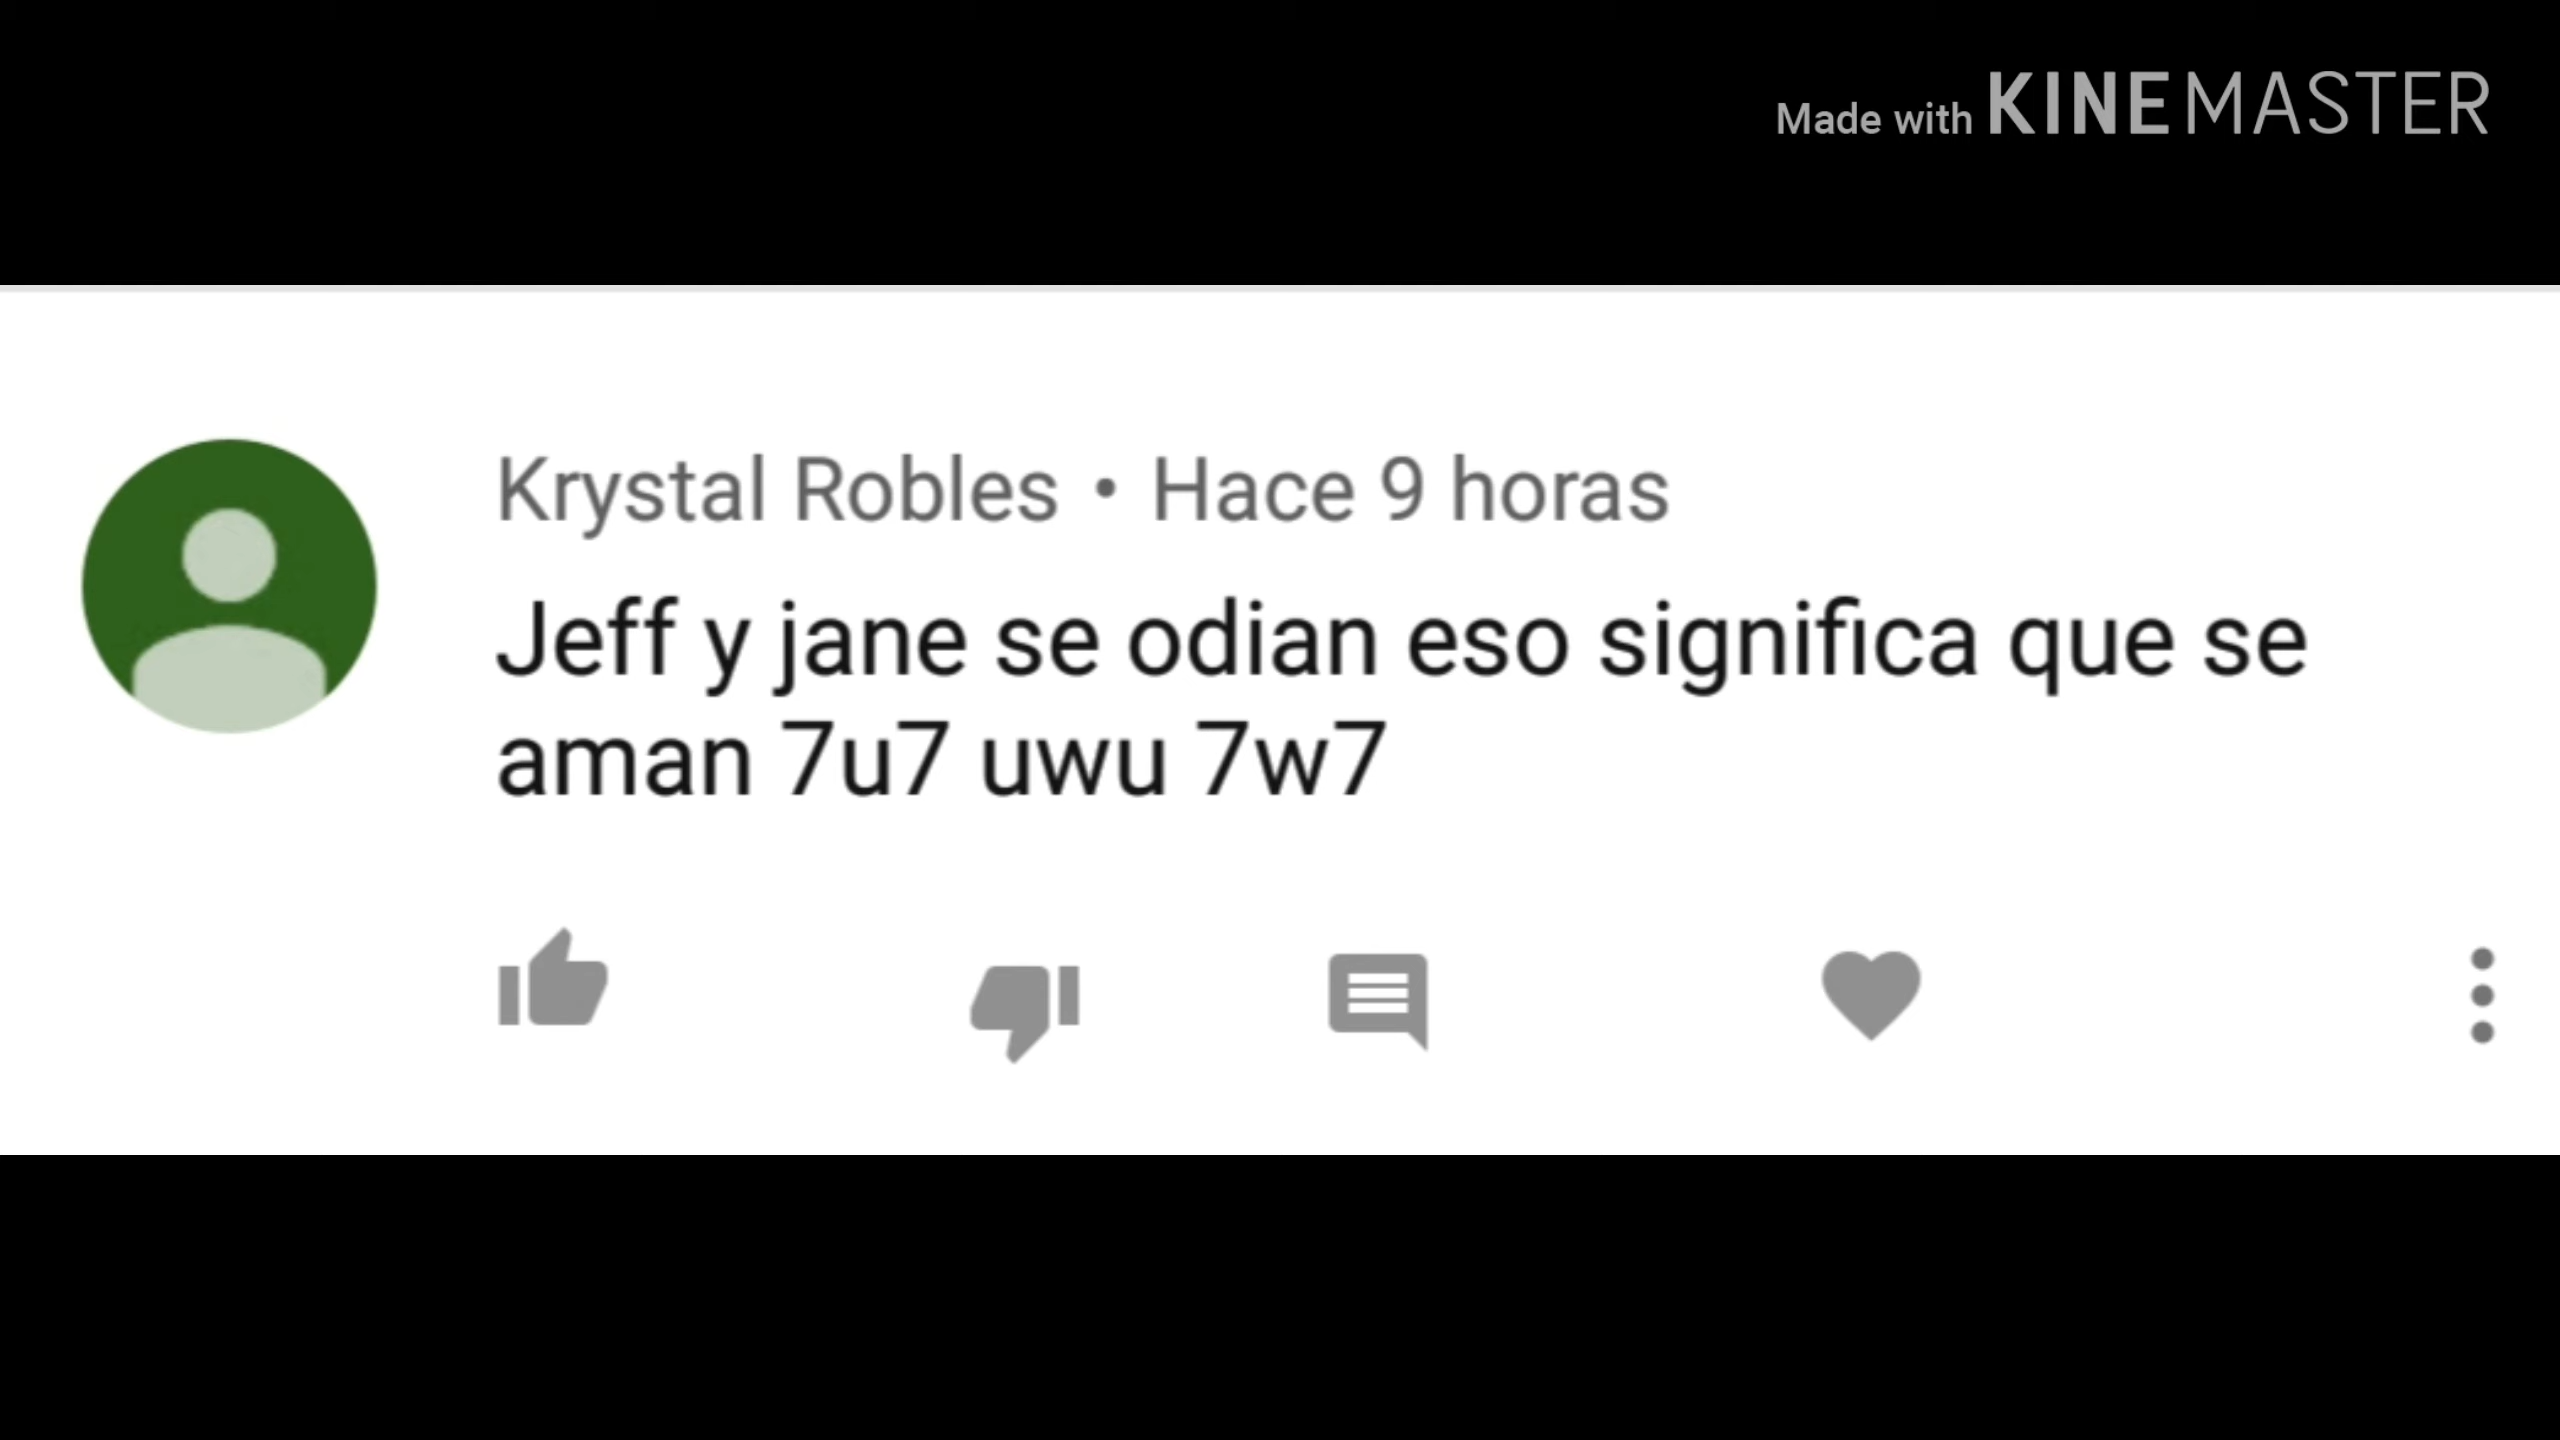 Made with KINEMASTER
Krystal Robles • Hace 9 horas
Jeff y jane se odian eso significa que se
aman 7u7 uwu 7w7